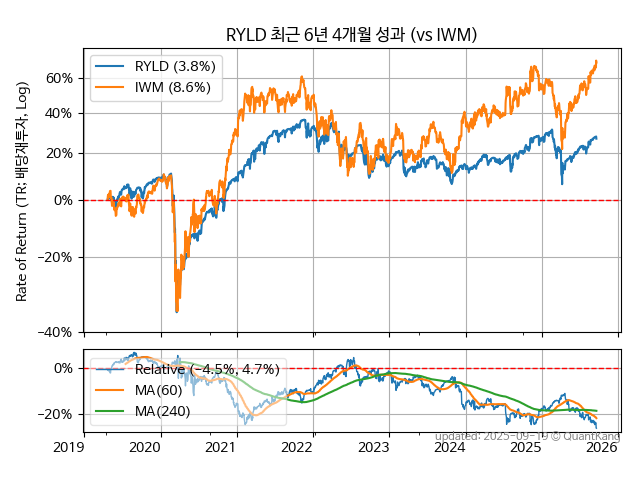 RYLD 최근 6년 4개월 성과 (vs IWM)
RYLD (3.8%)
IWM (8.6%)
Rate of Return (TR: 배당재투자, Log)
60%
40%
20%
0%
−20%
−40%
Relative (−4.5%, 4.7%)
MA(60)
MA(240)
0%
−20%
2019 2020 2021 2022 2023 2024 2025 2026
updated: 2025-09-19 © QuantKang